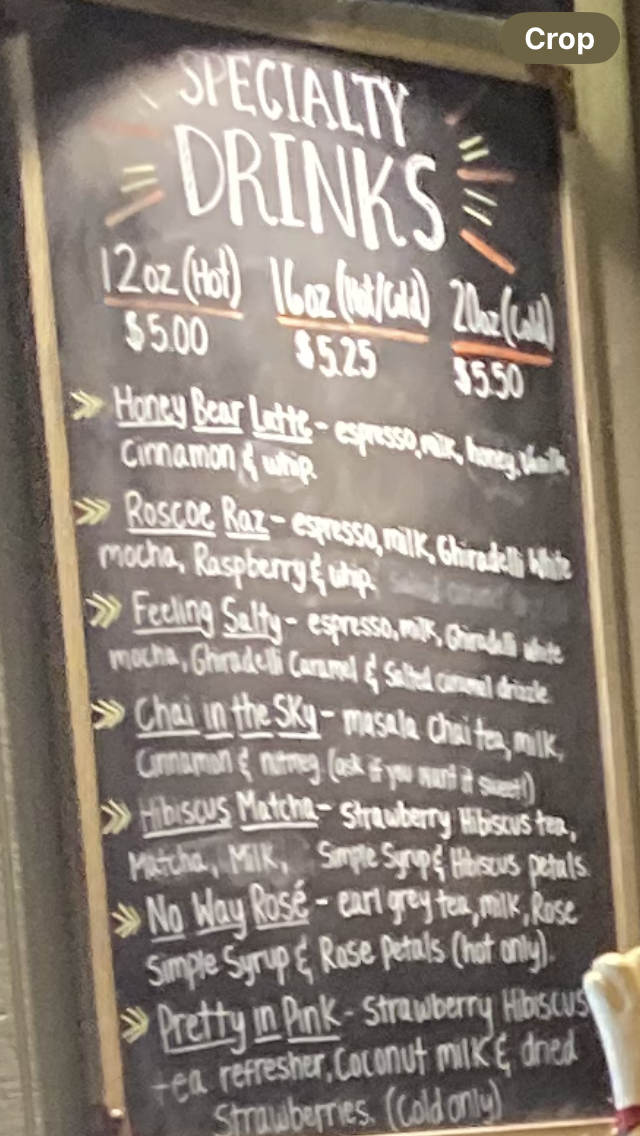 Crop
SPECIALTY
DRINKS
12oz (Hot) 16oz (Hot/Cold) 20oz (Cold)
$5.00 $5.25 $5.50
Honey Bear Latte - espresso, milk, honey, Vanilla,
Cinnamon & whip.
Roscoe Raz - espresso, milk, Ghiradelli White
mocha, Raspberry & whip.
Feeling Salty - espresso, milk, Ghiradelli white
mocha, Ghiradelli Caramel & Salted caramel drizzle
Chai in the Sky - masala Chai tea, milk,
Cinnamon & nutmeg (ask if you want it sweet!)
Hibiscus Matcha - Strawberry Hibiscus tea,
Matcha, Milk, Simple Syrup & Hibiscus petals.
No Way Rosé - earl grey tea, milk, Rose
Simple Syrup & Rose Petals (hot only).
Pretty in Pink - Strawberry Hibiscus
tea refresher, Coconut milk & dried
Strawberries. (Cold only)